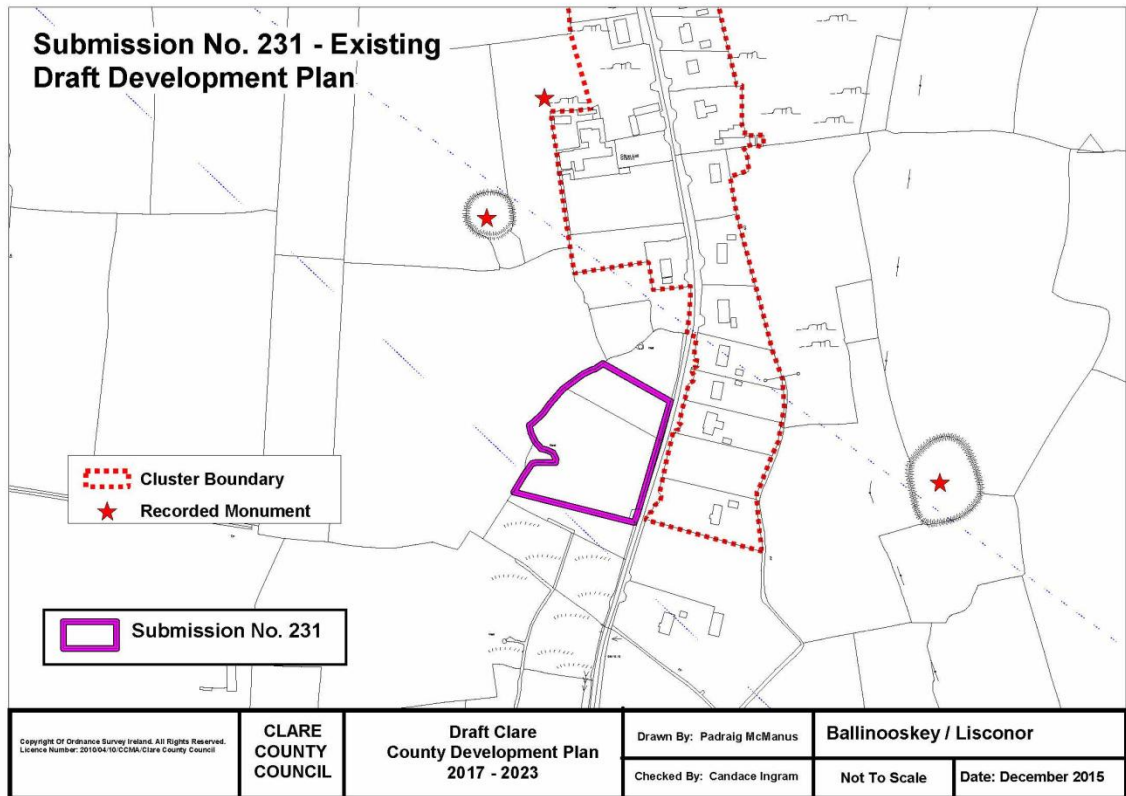 Submission No. 231 - Existing
Draft Development Plan
Cluster Boundary
Recorded Monument
Submission No. 231
Copyright Of Ordnance Survey Ireland. All Rights Reserved.
Licence Number: 2010/04/10/CCMA/Clare County Council
CLARE
COUNTY
COUNCIL
Draft Clare
County Development Plan
2017 - 2023
Drawn By: Padraig McManus
Checked By: Candace Ingram
Ballinooskey / Lisconor
Not To Scale
Date: December 2015